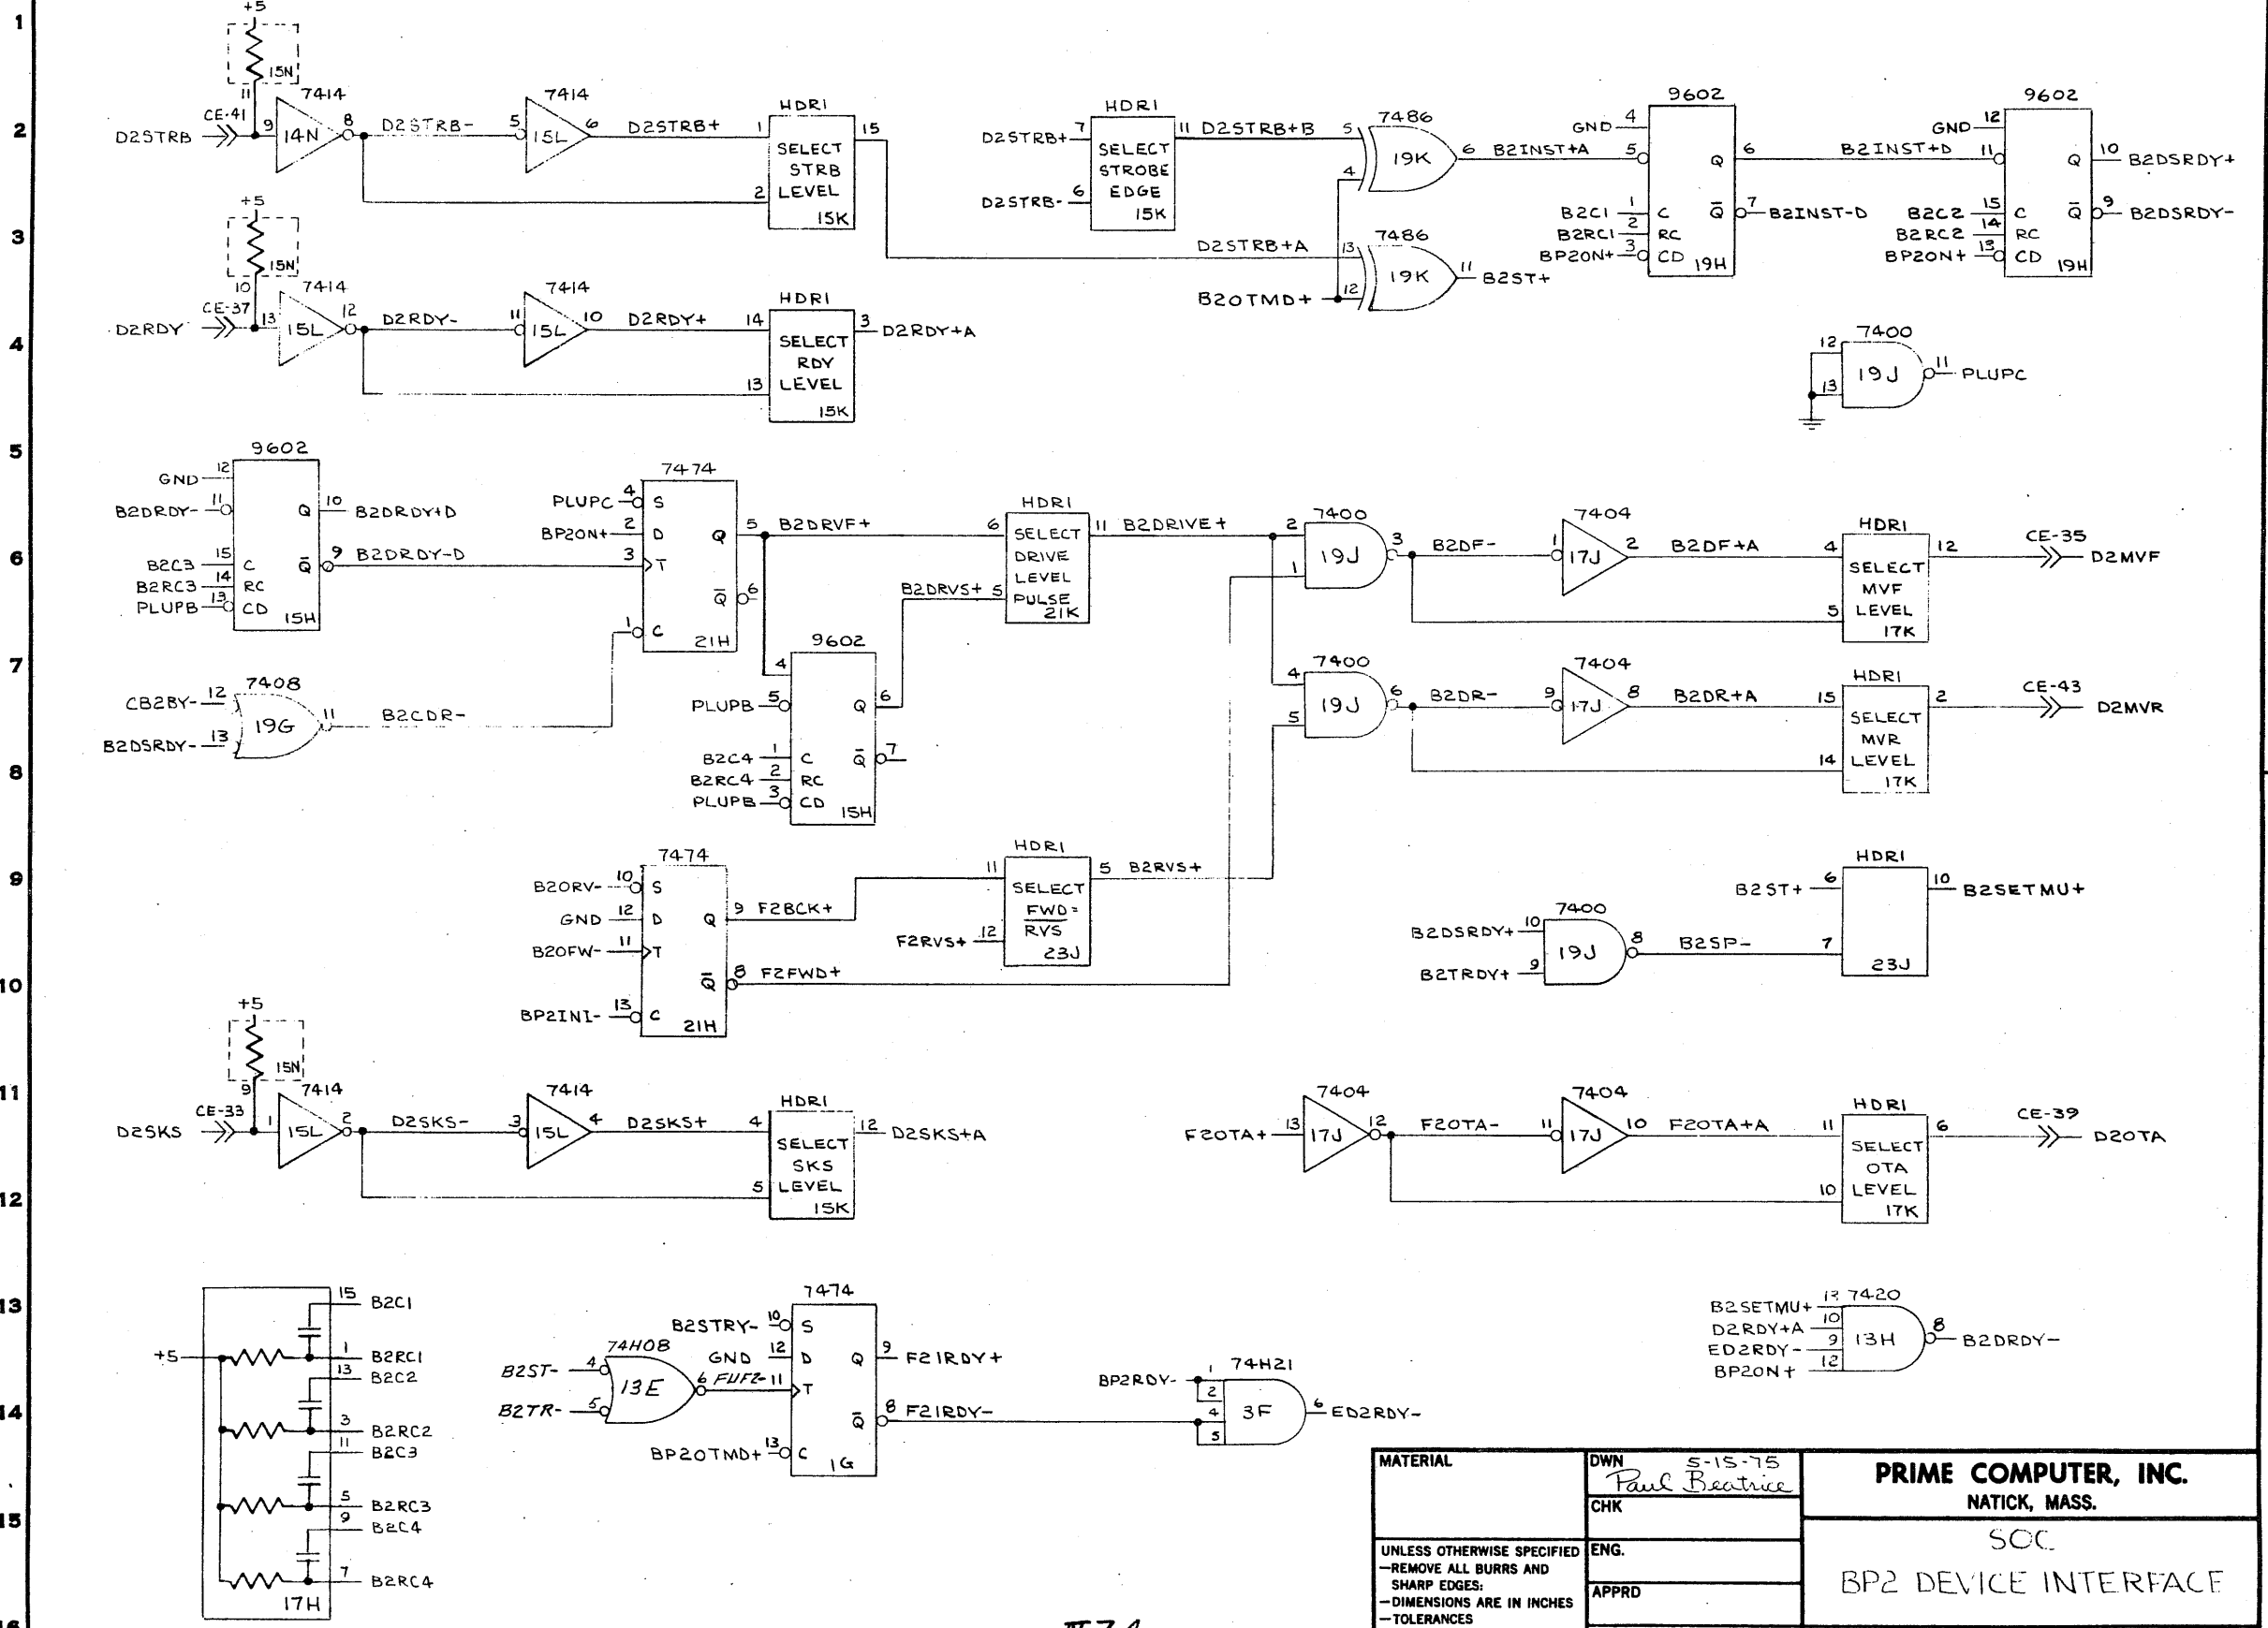 1
2
3
4
5
6
7
8
9
10
11
12
13
14
15
16
+5
15N
11
7414
CE-41
D2STRB
9
14N
8
D2STRB-
7414
5
15L
6
D2STRB+
HDR1
1
15
SELECT
STRB
2
LEVEL
15K
HDR1
D2STRB+
7
11
D2STRB+B
SELECT
STROBE
D2STRB-
6
EDGE
15K
7486
5
4
19K
6
B2INST+A
9602
GND
4
5
Q
6
B2INST+D
B2C1
1
C
Q
7
B2INST-D
B2RC1
2
RC
BP2ON+
3
CD
19H
9602
GND
12
11
Q
10
B2DSRDY+
B2C2
15
C
Q
9
B2DSRDY-
B2RC2
14
RC
BP2ON+
13
CD
19H
+5
15N
10
7414
CE-37
D2RDY
13
15L
12
D2RDY-
7414
11
15L
10
D2RDY+
HDR1
14
3
D2RDY+A
SELECT
RDY
13
LEVEL
15K
D2STRB+A
7486
13
12
19K
11
B2ST+
B2OTMD+
7400
12
13
19J
11
PLUPC
9602
GND
12
B2DRDY-
11
Q
10
B2DRDY+D
B2C3
15
C
Q
9
B2DRDY-D
B2RC3
14
RC
PLUPB
13
CD
15H
7474
PLUPC
4
S
BP2ON+
2
D
Q
5
B2DRVF+
3
T
Q
6
1
C
21H
HDR1
6
11
B2DRIVE+
SELECT
DRIVE
LEVEL
B2DRVS+
5
PULSE
21K
7400
2
1
19J
3
B2DF-
7404
1
17J
2
B2DF+A
HDR1
4
12
CE-35
D2MVF
SELECT
MVF
5
LEVEL
17K
CB2BY-
12
7408
19G
11
B2CDR-
B2DSRDY-
13
9602
4
PLUPB
5
Q
6
B2C4
1
C
Q
7
B2RC4
2
RC
PLUPB
3
CD
15H
7400
4
5
19J
6
B2DR-
7404
9
17J
8
B2DR+A
HDR1
15
2
CE-43
D2MVR
SELECT
MVR
14
LEVEL
17K
7474
B2ORV-
10
S
GND
12
D
Q
9
F2BCK+
B2OFW-
11
T
Q
8
F2FWD+
BP2INI-
13
C
21H
HDR1
11
5
B2RVS+
SELECT
FWD=
F2RVS+
12
RVS
23J
7400
B2DSRDY+
10
B2TRDY+
9
19J
8
B2SP-
HDR1
B2ST+
6
10
B2SETMU+
7
23J
+5
15N
9
7414
CE-33
D2SKS
1
15L
2
D2SKS-
7414
3
15L
4
D2SKS+
HDR1
4
12
D2SKS+A
SELECT
SKS
5
LEVEL
15K
7404
F2OTA+
13
17J
12
F2OTA-
7404
11
17J
10
F2OTA+A
HDR1
11
6
CE-39
D2OTA
SELECT
OTA
10
LEVEL
17K
15
B2C1
+5
1
B2RC1
13
B2C2
3
B2RC2
11
B2C3
5
B2RC3
9
B2C4
7
B2RC4
17H
74H08
B2ST-
4
13E
6
FUF2-
B2TR-
5
7474
B2STRY-
10
S
GND
12
D
Q
9
F21RDY+
11
T
Q
8
F21RDY-
BP2OTMD+
13
C
1G
74H21
BP2RDY-
1
2
4
5
3F
6
ED2RDY-
7420
B2SETMU+
13
D2RDY+A
10
ED2RDY-
9
BP2ON+
12
13H
8
B2DRDY-
MATERIAL
DWN 5-15-75
Paul Beatrice
CHK
ENG.
APPRD
UNLESS OTHERWISE SPECIFIED
—REMOVE ALL BURRS AND
SHARP EDGES:
—DIMENSIONS ARE IN INCHES
—TOLERANCES
PRIME COMPUTER, INC.
NATICK, MASS.
SOC
BP2 DEVICE INTERFACE